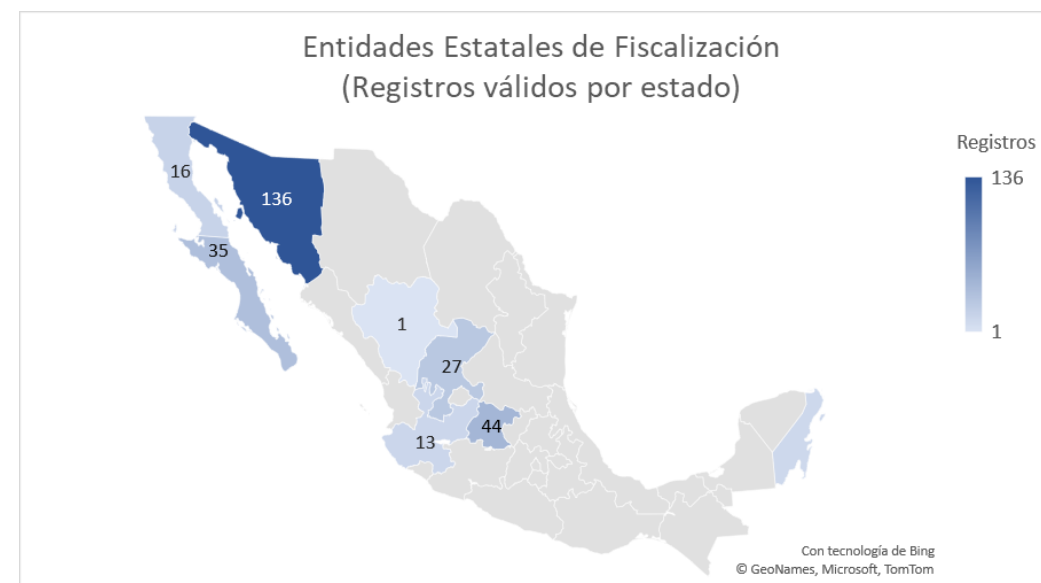 Entidades Estatales de Fiscalización
(Registros válidos por estado)
Registros
136
1
16
136
35
1
27
44
13
Con tecnología de Bing
© GeoNames, Microsoft, TomTom